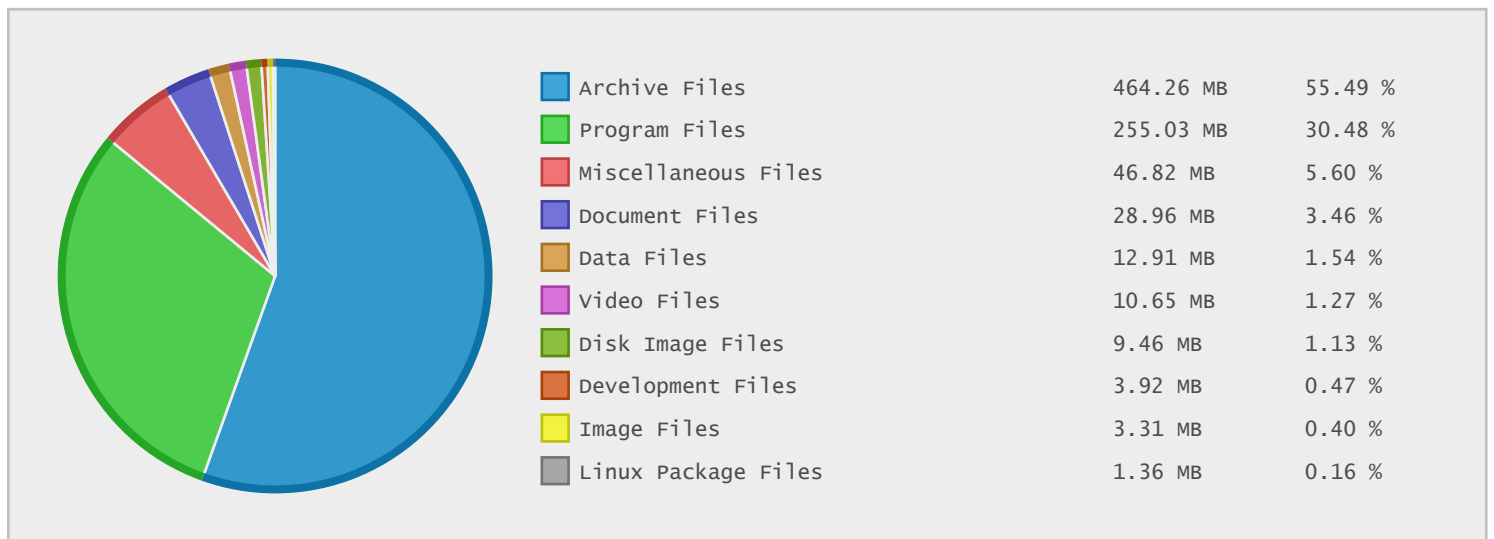 Archive Files 464.26 MB 55.49 %
Program Files 255.03 MB 30.48 %
Miscellaneous Files 46.82 MB 5.60 %
Document Files 28.96 MB 3.46 %
Data Files 12.91 MB 1.54 %
Video Files 10.65 MB 1.27 %
Disk Image Files 9.46 MB 1.13 %
Development Files 3.92 MB 0.47 %
Image Files 3.31 MB 0.40 %
Linux Package Files 1.36 MB 0.16 %